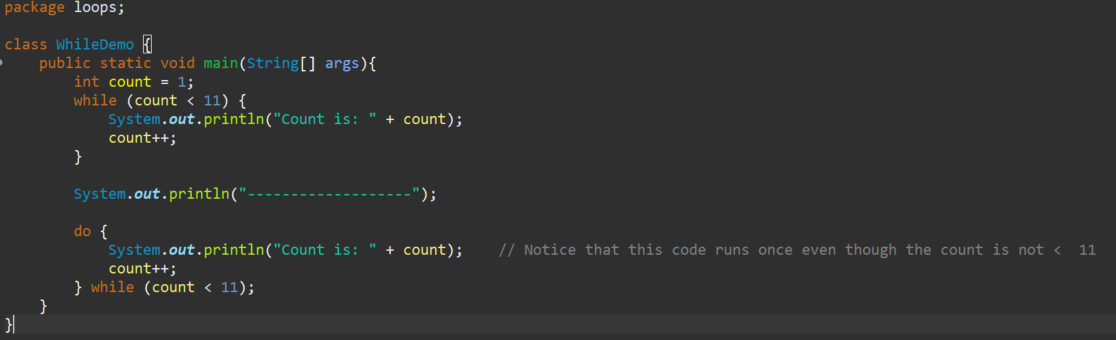 package loops;
class WhileDemo {
public static void main(String[] args){
int count = 1;
while (count < 11) {
System.out.println("Count is: " + count);
count++;
}
System.out.println("-------------------");
do {
System.out.println("Count is: " + count);    // Notice that this code runs once even though the count is not <  11
count++;
} while (count < 11);
}
}